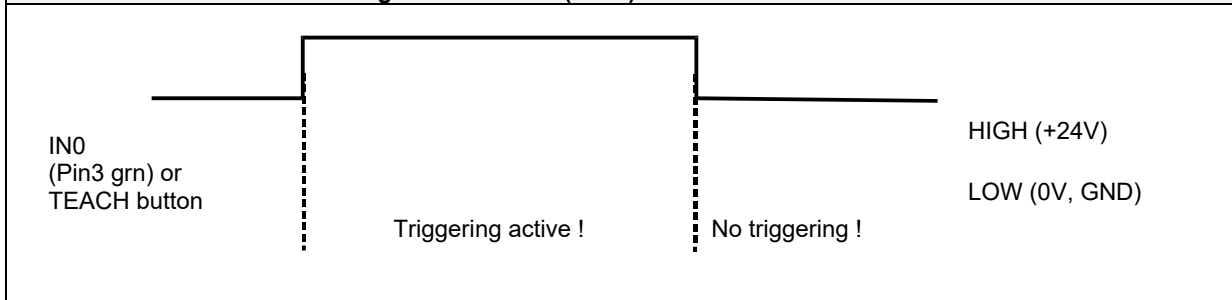 IN0
(Pin3 grn) or
TEACH button
HIGH (+24V)
LOW (0V, GND)
Triggering active !
No triggering !